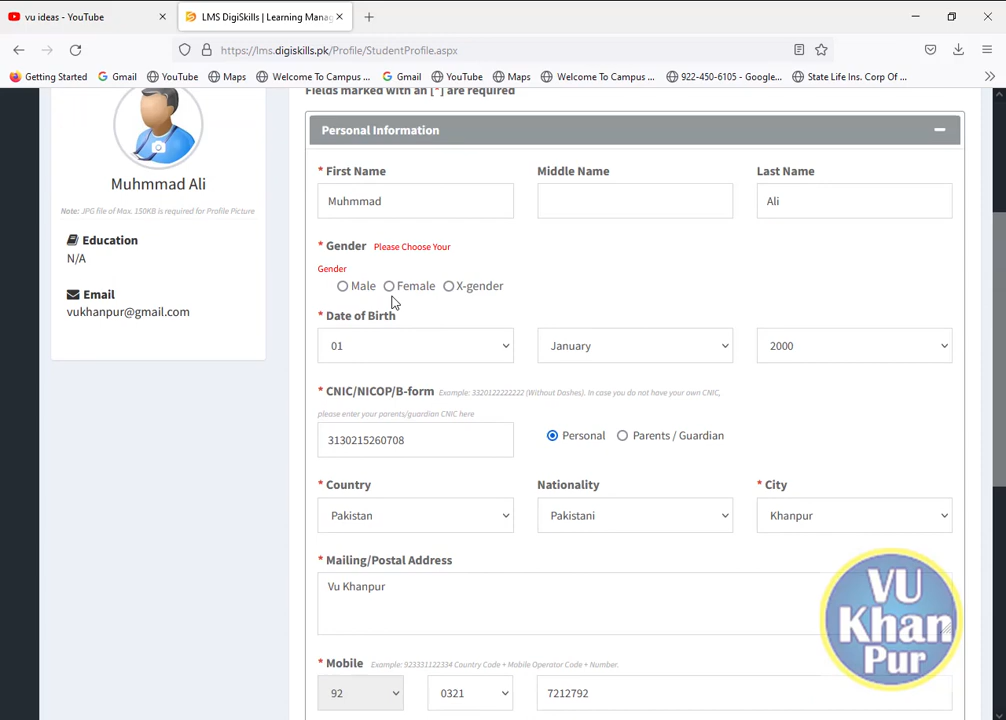 vu ideas - YouTube
LMS DigiSkills | Learning Manag
https://lms.digiskills.pk/Profile/StudentProfile.aspx
Getting Started Gmail YouTube Maps Welcome To Campus ... Gmail YouTube Maps Welcome To Campus ... 922-450-6105 - Google... State Life Ins. Corp Of ...
Fields marked with an [*] are required
Muhmmad Ali
Note: JPG file of Max. 150KB is required for Profile Picture
Education
N/A
Email
vukhanpur@gmail.com
Personal Information
* First Name Middle Name Last Name
Muhmmad Ali
* Gender Please Choose Your
Gender
Male Female X-gender
* Date of Birth
01 January 2000
* CNIC/NICOP/B-form Example: 3320122222222 (Without Dashes). In case you do not have your own CNIC,
please enter your parents/guardian CNIC here
3130215260708 Personal Parents / Guardian
* Country Nationality * City
Pakistan Pakistani Khanpur
* Mailing/Postal Address
Vu Khanpur
* Mobile Example: 923331122334 Country Code + Mobile Operator Code + Number.
92 0321 7212792
VU
Khan
Pur